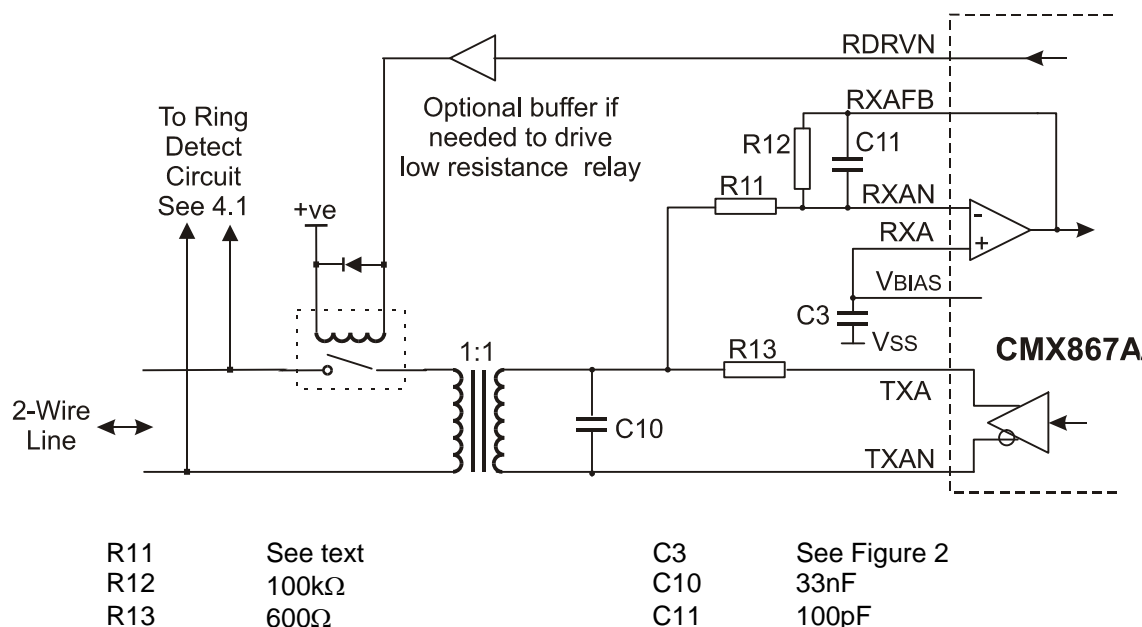 RDRVN
Optional buffer if
needed to drive
low resistance relay
To Ring
Detect
Circuit
See 4.1
+ve
RXAFB
R12
C11
R11
RXAN
-
RXA
+
VBIAS
C3
VSS
CMX867A
1:1
R13
TXA
2-Wire
Line
C10
TXAN
R11 See text C3 See Figure 2
R12 100kΩ C10 33nF
R13 600Ω C11 100pF